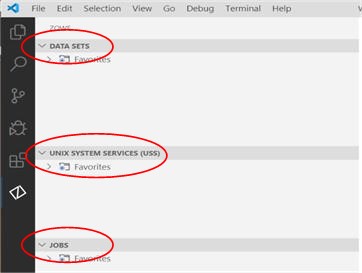 File Edit Selection View Go Debug Terminal Help
ZOWE
DATA SETS
Favorites
UNIX SYSTEM SERVICES (USS)
Favorites
JOBS
Favorites